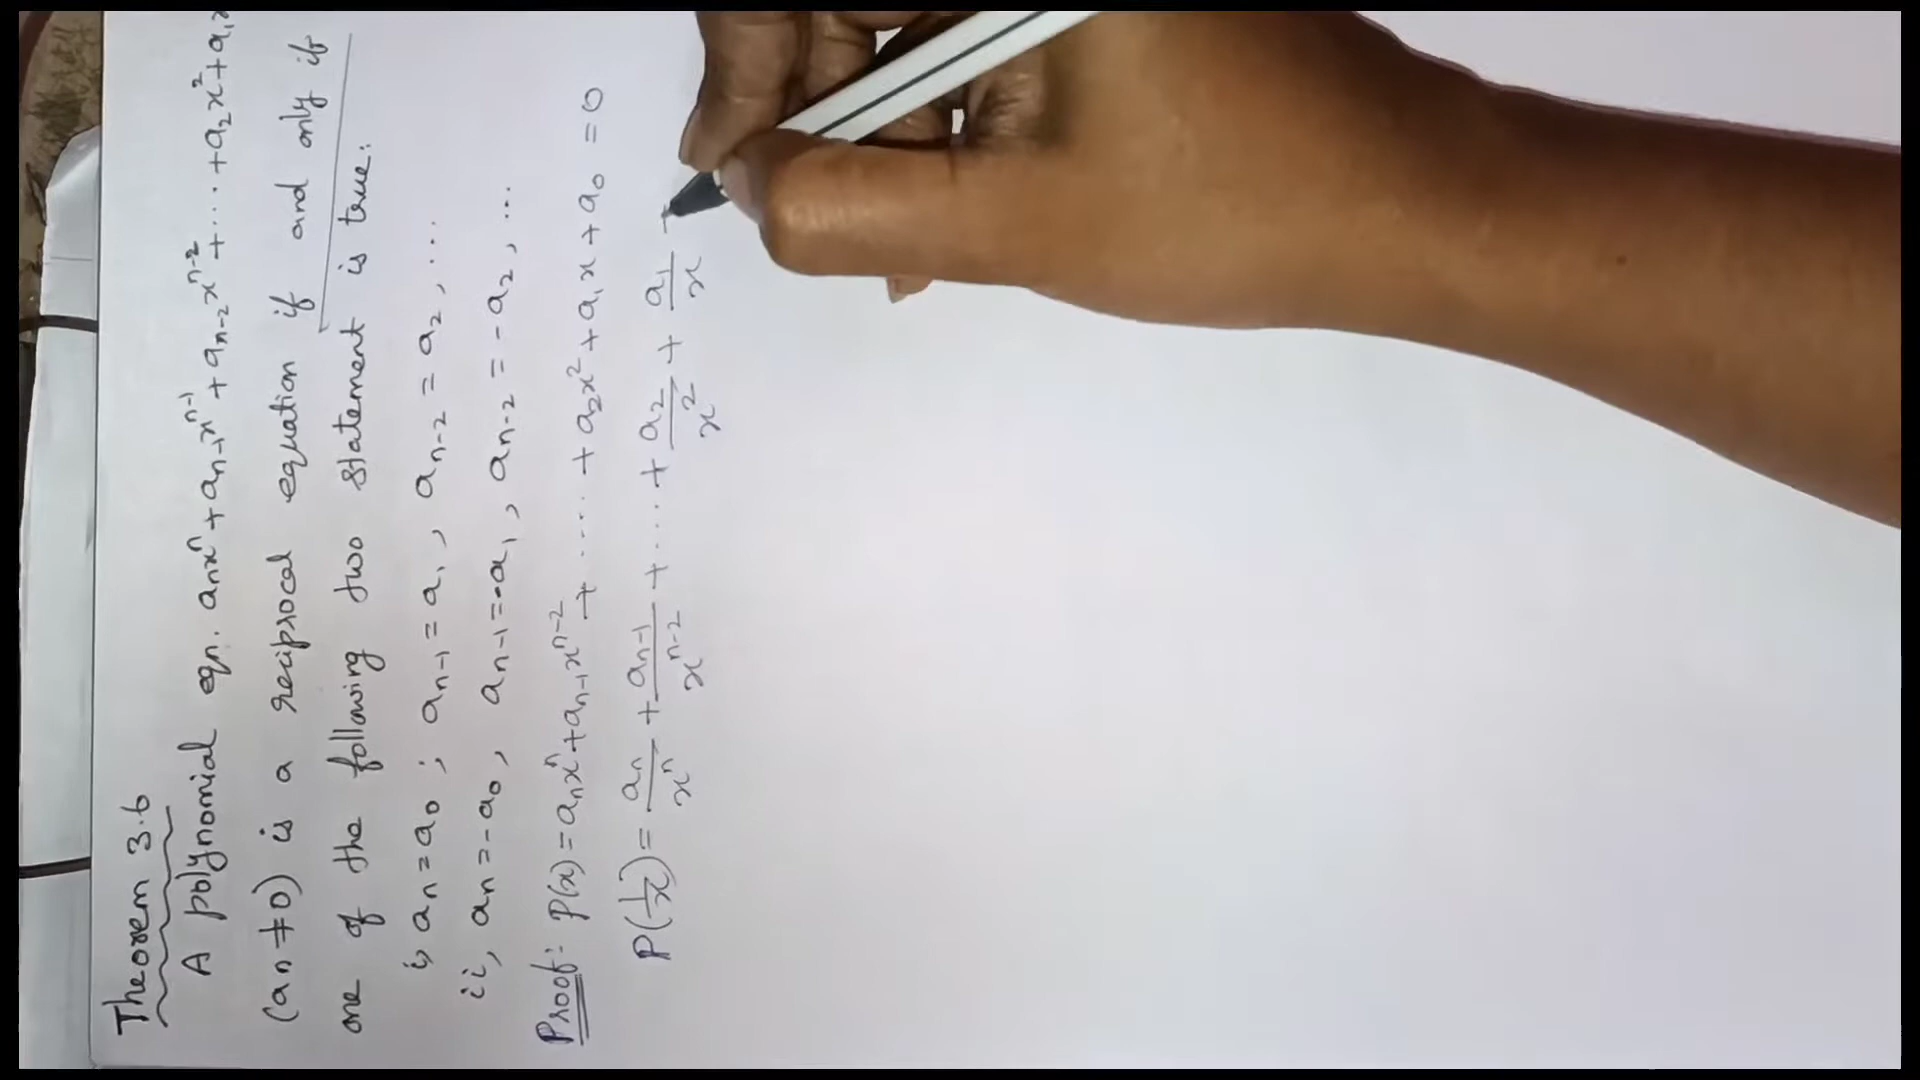 Theorem 3.6
A polynomial eqn. aₙxⁿ + aₙ₋₁xⁿ⁻¹ + aₙ₋₂xⁿ⁻² + .... + a₂x² + a₁
(aₙ ≠ 0) is a reciprocal equation if and only if
one of the following two statement is true:
i, aₙ = a₀ ; aₙ₋₁ = a₁, aₙ₋₂ = a₂, ...
ii, aₙ = -a₀, aₙ₋₁ = -a₁, aₙ₋₂ = -a₂, ...
Proof: P(x) = aₙxⁿ + aₙ₋₁xⁿ⁻² + .... + a₂x² + a₁x + a₀ = 0
P(1/x) = aₙ/xⁿ + aₙ₋₁/xⁿ⁻² + .... + a₂/x² + a₁/x +